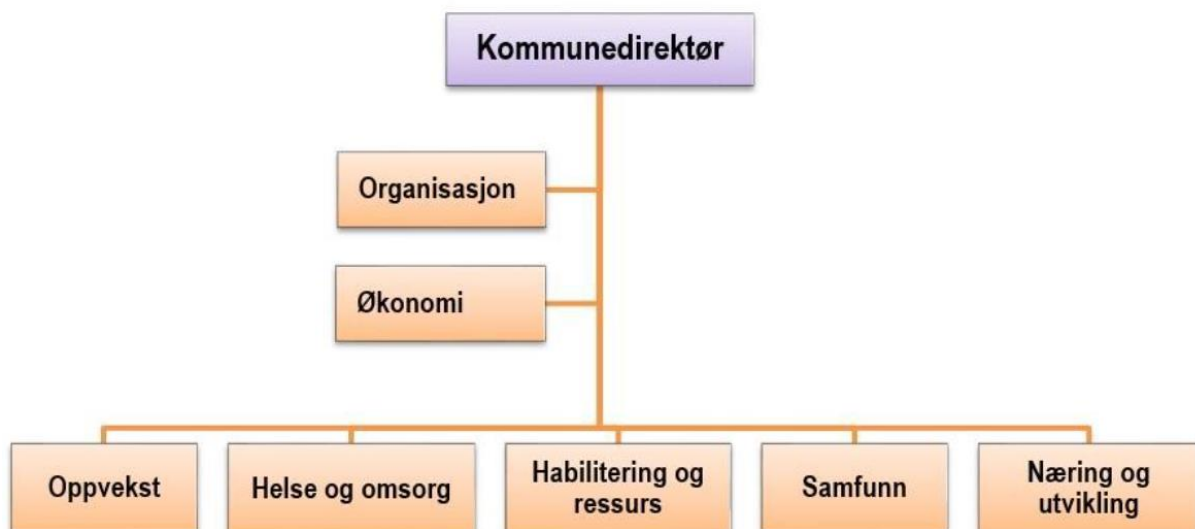 Kommunedirektør
Organisasjon
Økonomi
Oppvekst
Helse og omsorg
Habilitering og
ressurs
Samfunn
Næring og
utvikling